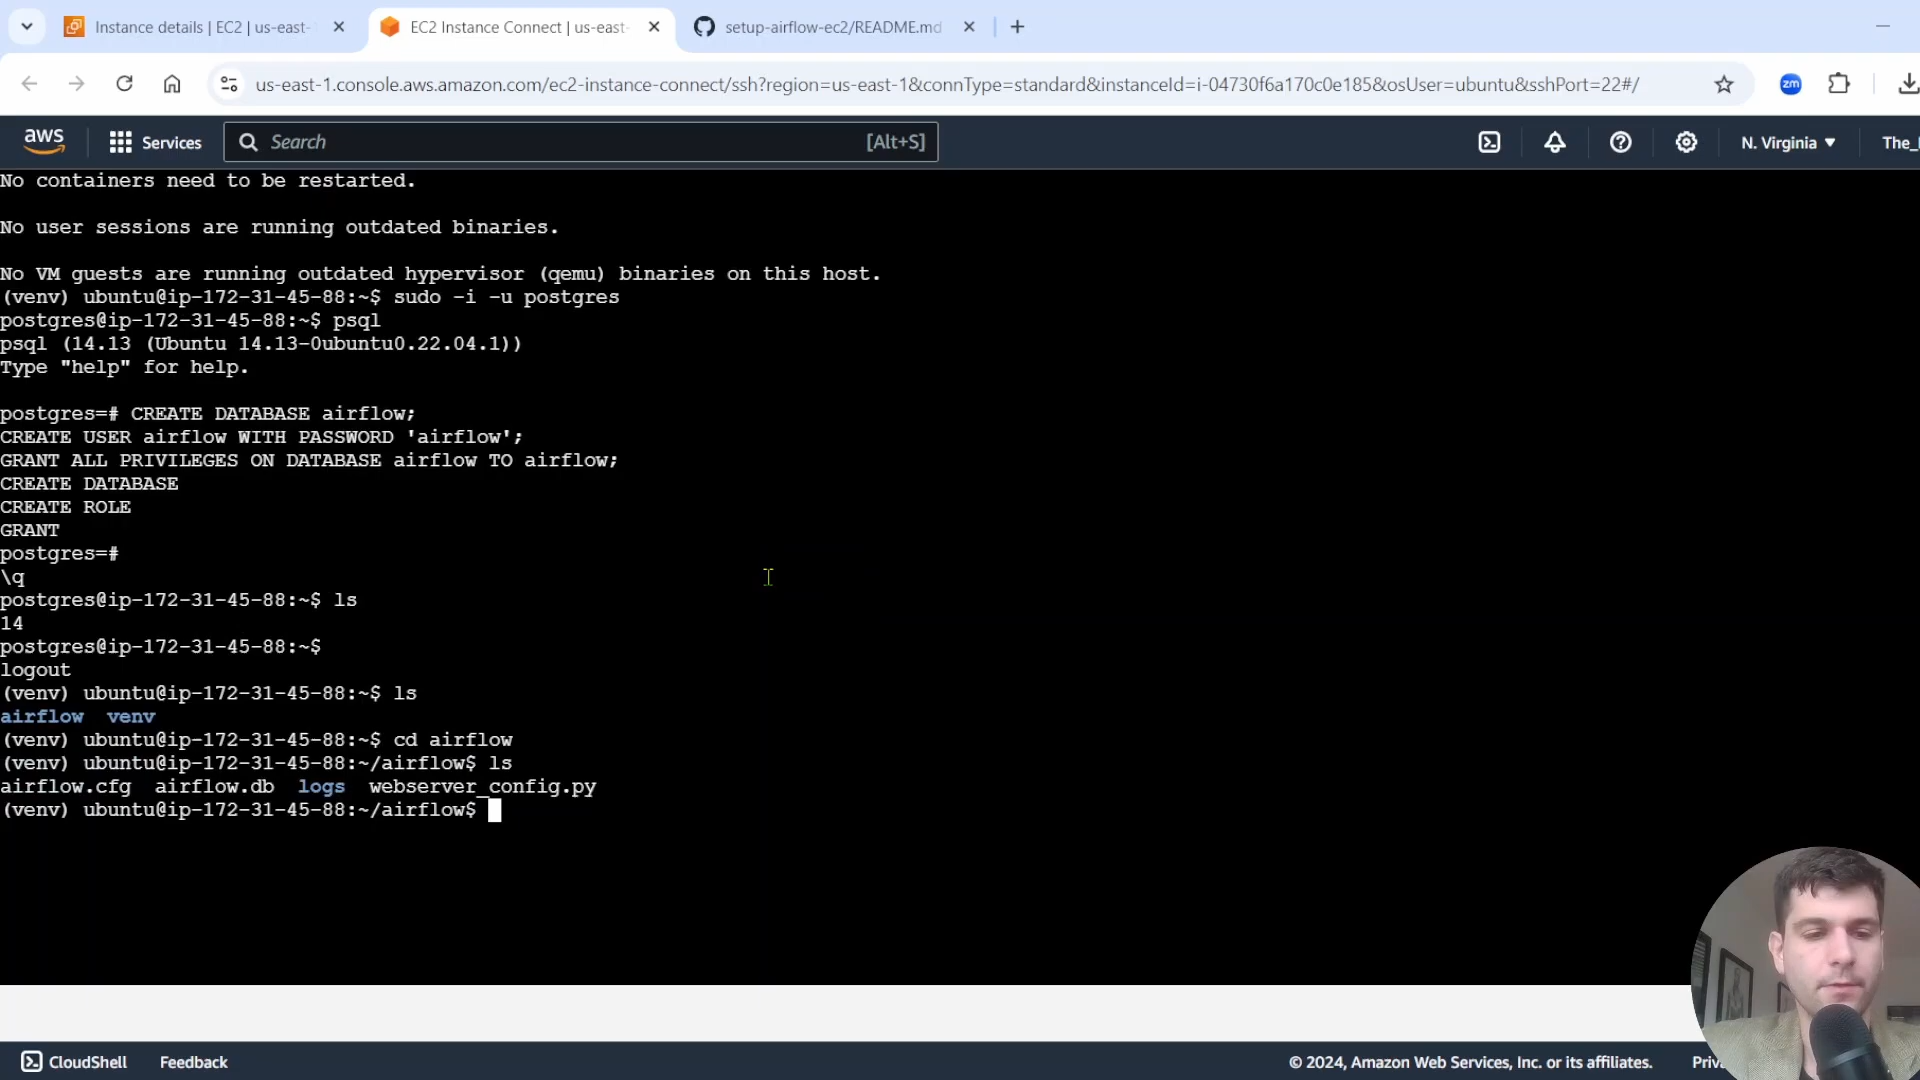 Instance details | EC2 | us-east-
EC2 Instance Connect | us-east-
setup-airflow-ec2/README.md
us-east-1.console.aws.amazon.com/ec2-instance-connect/ssh?region=us-east-1&connType=standard&instanceId=i-04730f6a170c0e185&osUser=ubuntu&sshPort=22#/
zm
aws
Services
Search
[Alt+S]
N. Virginia
The_
No containers need to be restarted.
No user sessions are running outdated binaries.
No VM guests are running outdated hypervisor (qemu) binaries on this host.
(venv) ubuntu@ip-172-31-45-88:~$ sudo -i -u postgres
postgres@ip-172-31-45-88:~$ psql
psql (14.13 (Ubuntu 14.13-0ubuntu0.22.04.1))
Type "help" for help.
postgres=# CREATE DATABASE airflow;
CREATE USER airflow WITH PASSWORD 'airflow';
GRANT ALL PRIVILEGES ON DATABASE airflow TO airflow;
CREATE DATABASE
CREATE ROLE
GRANT
postgres=#
\q
postgres@ip-172-31-45-88:~$ ls
14
postgres@ip-172-31-45-88:~$
logout
(venv) ubuntu@ip-172-31-45-88:~$ ls
airflow venv
(venv) ubuntu@ip-172-31-45-88:~$ cd airflow
(venv) ubuntu@ip-172-31-45-88:~/airflow$ ls
airflow.cfg airflow.db logs webserver_config.py
(venv) ubuntu@ip-172-31-45-88:~/airflow$
CloudShell
Feedback
© 2024, Amazon Web Services, Inc. or its affiliates.
Priv